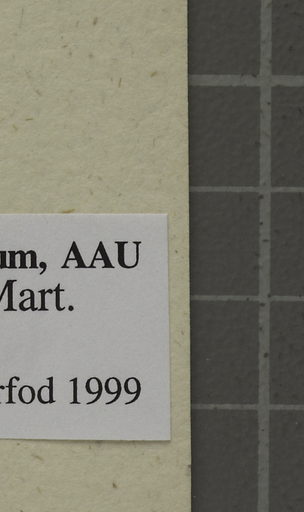 um, AAU
Mart.
rfod 1999